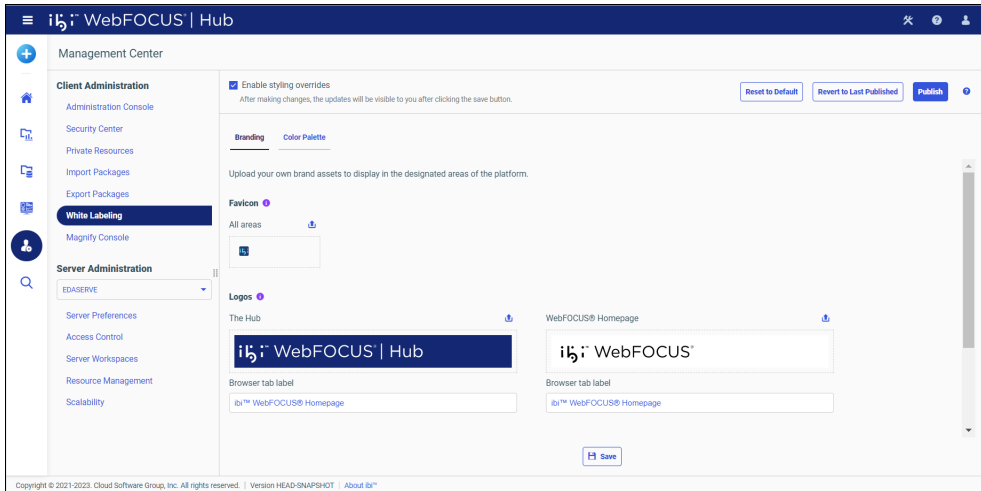 ibi™ WebFOCUS® | Hub
Management Center
Client Administration
Administration Console
Security Center
Private Resources
Import Packages
Export Packages
White Labeling
Magnify Console
Server Administration
EDASERVE
Server Preferences
Access Control
Server Workspaces
Resource Management
Scalability
Enable styling overrides
After making changes, the updates will be visible to you after clicking the save button.
Reset to Default
Revert to Last Published
Publish
Branding Color Palette
Upload your own brand assets to display in the designated areas of the platform.
Favicon
All areas
ibi
Logos
The Hub
WebFOCUS® Homepage
ibi™ WebFOCUS® | Hub
ibi™ WebFOCUS®
Browser tab label
Browser tab label
ibi™ WebFOCUS® Homepage
ibi™ WebFOCUS® Homepage
Save
Copyright © 2021-2023. Cloud Software Group, Inc. All rights reserved. | Version HEAD-SNAPSHOT | About ibi™